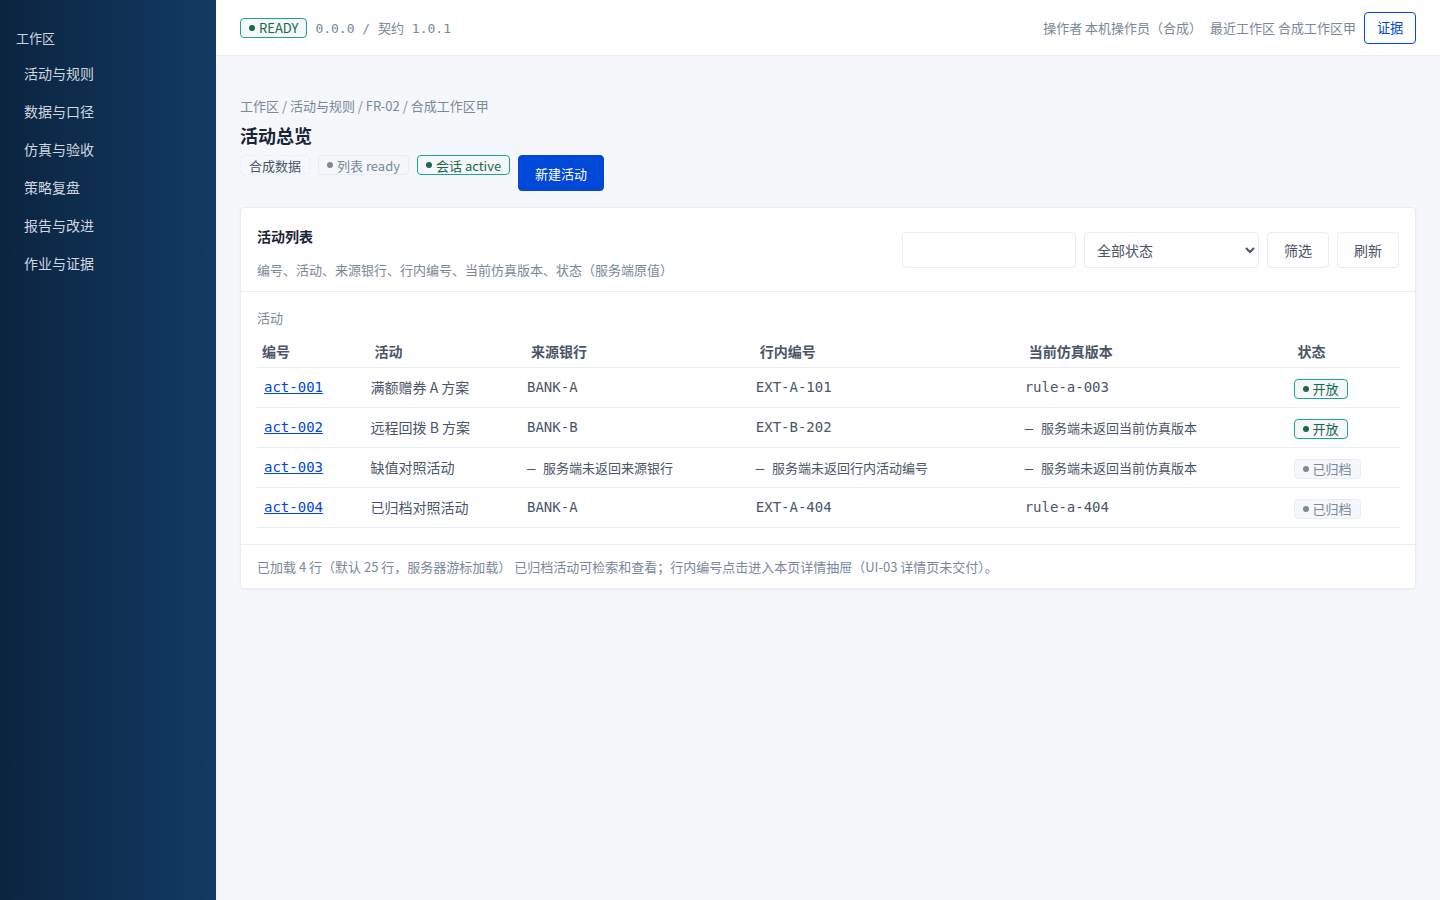 工作区
活动与规则
数据与口径
仿真与验收
策略复盘
报告与改进
作业与证据
READY 0.0.0 / 契约 1.0.1 操作者 本机操作员（合成） 最近工作区 合成工作区甲 证据
工作区 / 活动与规则 / FR-02 / 合成工作区甲
活动总览
合成数据 列表 ready 会话 active 新建活动
活动列表
编号、活动、来源银行、行内编号、当前仿真版本、状态（服务端原值）
全部状态 筛选 刷新
活动
编号 活动 来源银行 行内编号 当前仿真版本 状态
act-001 满额赠券 A 方案 BANK-A EXT-A-101 rule-a-003 开放
act-002 远程回拨 B 方案 BANK-B EXT-B-202 — 服务端未返回当前仿真版本 开放
act-003 缺值对照活动 — 服务端未返回来源银行 — 服务端未返回行内活动编号 — 服务端未返回当前仿真版本 已归档
act-004 已归档对照活动 BANK-A EXT-A-404 rule-a-404 已归档
已加载 4 行（默认 25 行，服务器游标加载） 已归档活动可检索和查看；行内编号点击进入本页详情抽屉（UI-03 详情页未交付）。